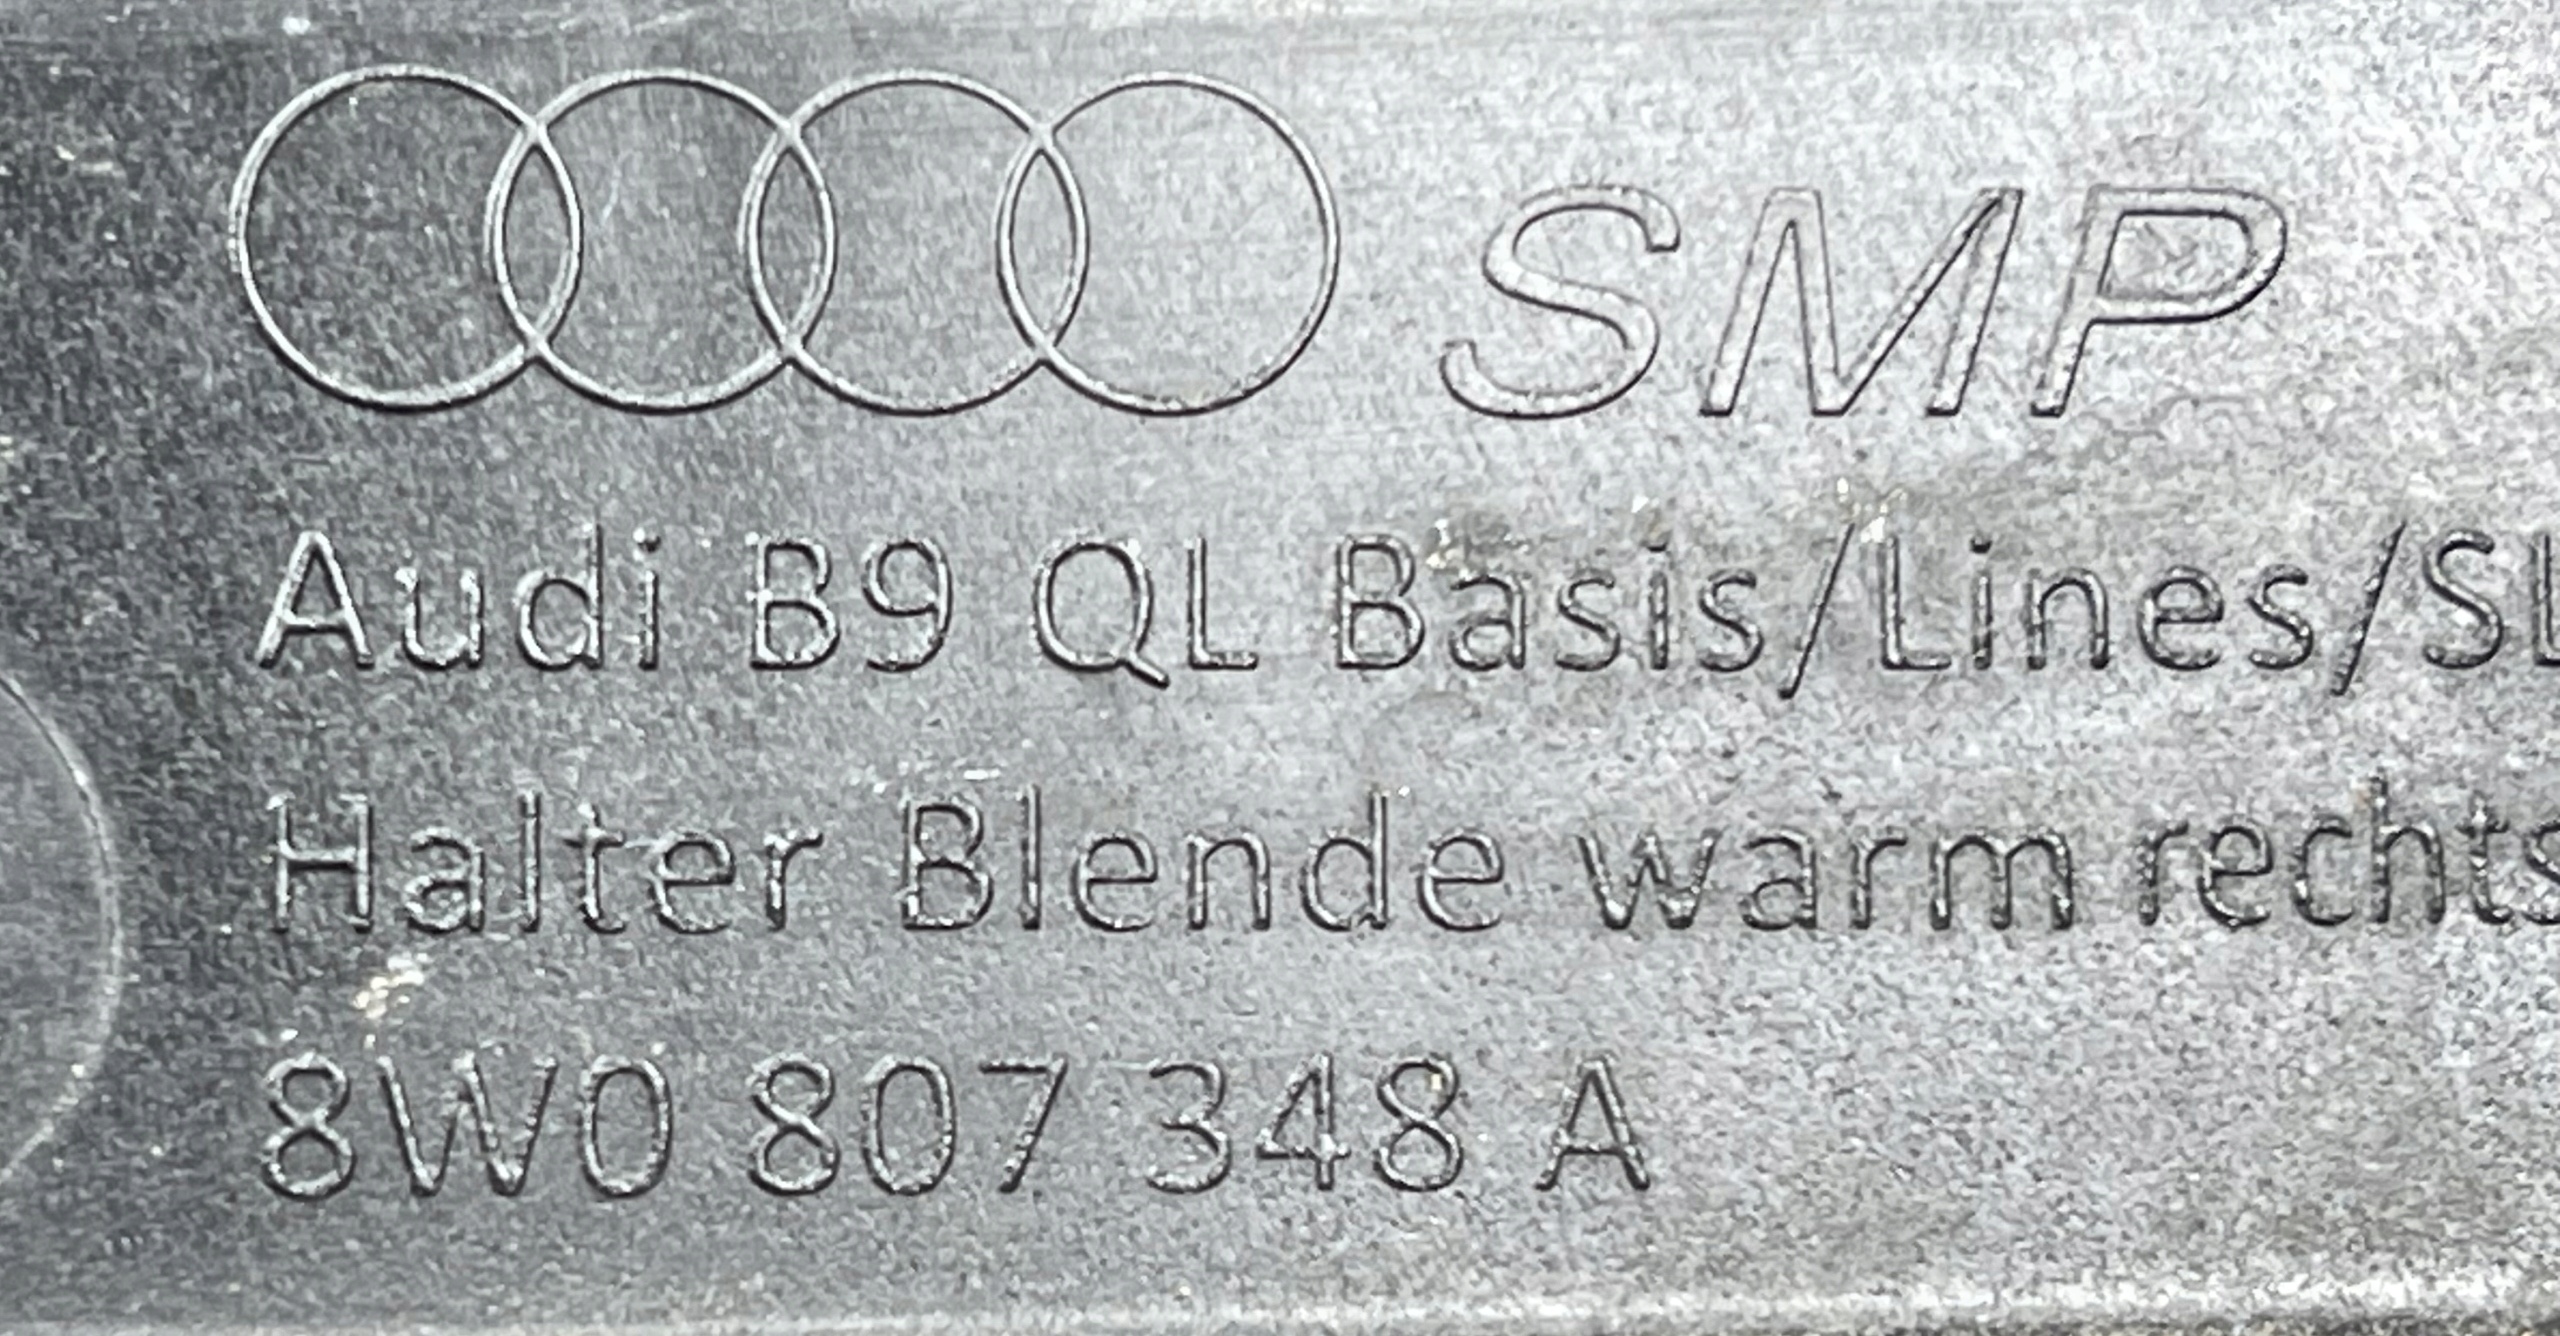 SMP
Audi B9 QL Basis/Lines/SL
Halter Blende warm rechts
8W0 807 348 A